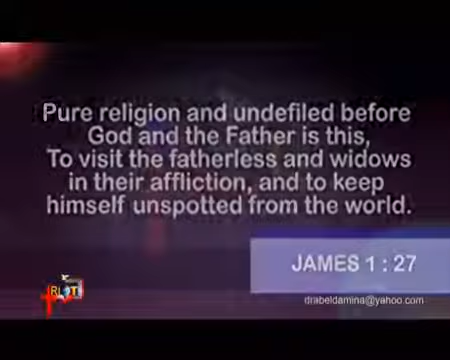 Pure religion and undefiled before
God and the Father is this,
To visit the fatherless and widows
in their affliction, and to keep
himself unspotted from the world.
JAMES 1 : 27
drabeldamina@yahoo.com